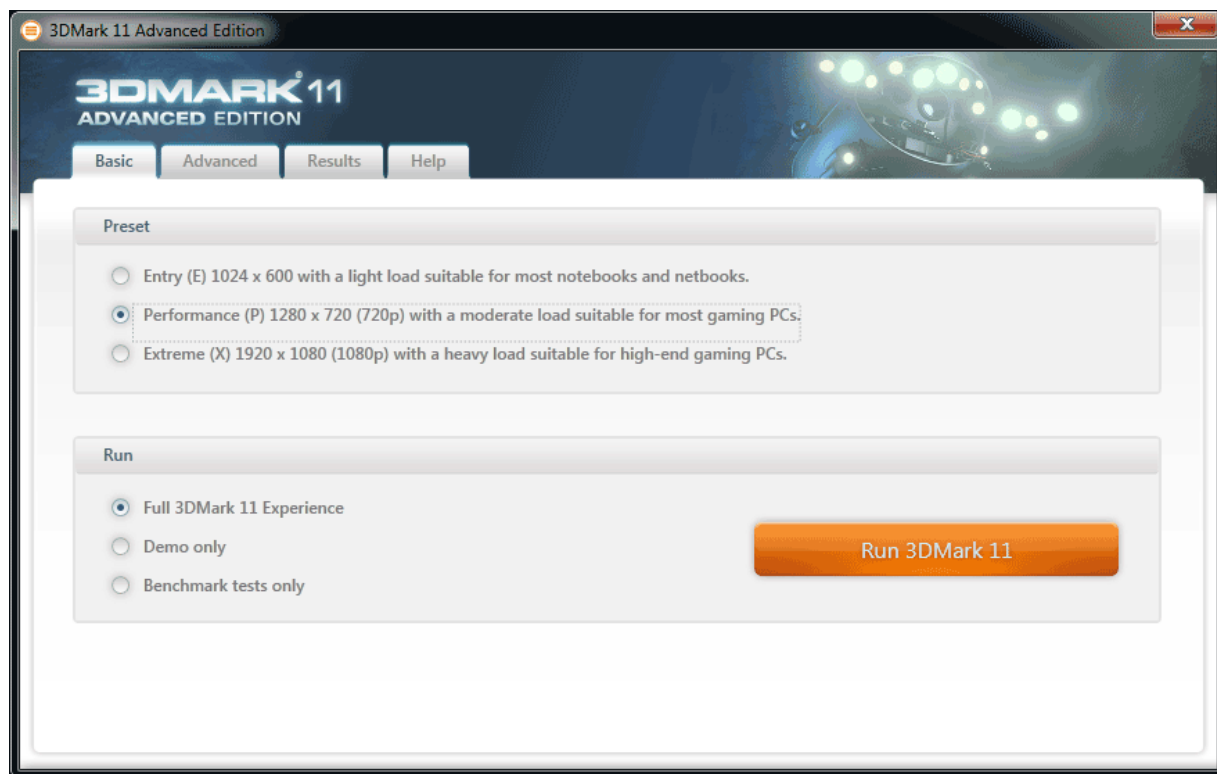 3DMark 11 Advanced Edition
X
3DMARK® 11
ADVANCED EDITION
Basic Advanced Results Help
Preset
Entry (E) 1024 x 600 with a light load suitable for most notebooks and netbooks.
Performance (P) 1280 x 720 (720p) with a moderate load suitable for most gaming PCs.
Extreme (X) 1920 x 1080 (1080p) with a heavy load suitable for high-end gaming PCs.
Run
Full 3DMark 11 Experience
Demo only
Run 3DMark 11
Benchmark tests only